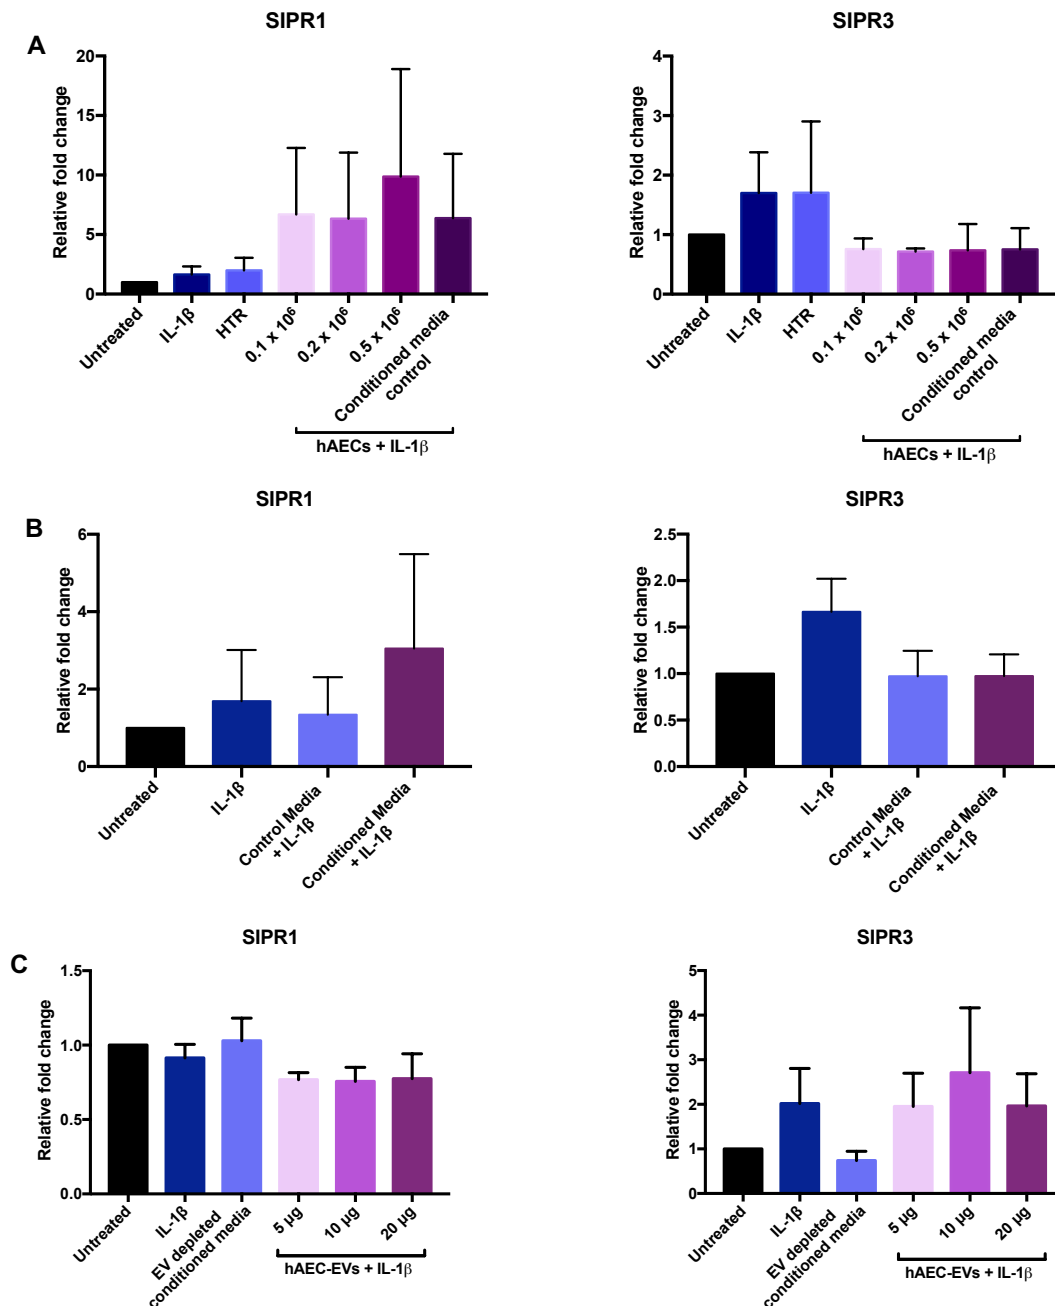 A
SIPR1
Relative fold change
20
15
10
5
0
Untreated
IL-1β
HTR
0.1 x 10⁶
0.2 x 10⁶
0.5 x 10⁶
Conditioned media
control
hAECs + IL-1β
SIPR3
Relative fold change
4
3
2
1
0
Untreated
IL-1β
HTR
0.1 x 10⁶
0.2 x 10⁶
0.5 x 10⁶
Conditioned media
control
hAECs + IL-1β
B
SIPR1
Relative fold change
6
4
2
0
Untreated
IL-1β
Control Media
+ IL-1β
Conditioned Media
+ IL-1β
SIPR3
Relative fold change
2.5
2.0
1.5
1.0
0.5
0.0
Untreated
IL-1β
Control Media
+ IL-1β
Conditioned Media
+ IL-1β
C
SIPR1
Relative fold change
1.5
1.0
0.5
0.0
Untreated
IL-1β
EV depleted
conditioned media
5 µg
10 µg
20 µg
hAEC-EVs + IL-1β
SIPR3
Relative fold change
5
4
3
2
1
0
Untreated
IL-1β
EV depleted
conditioned media
5 µg
10 µg
20 µg
hAEC-EVs + IL-1β